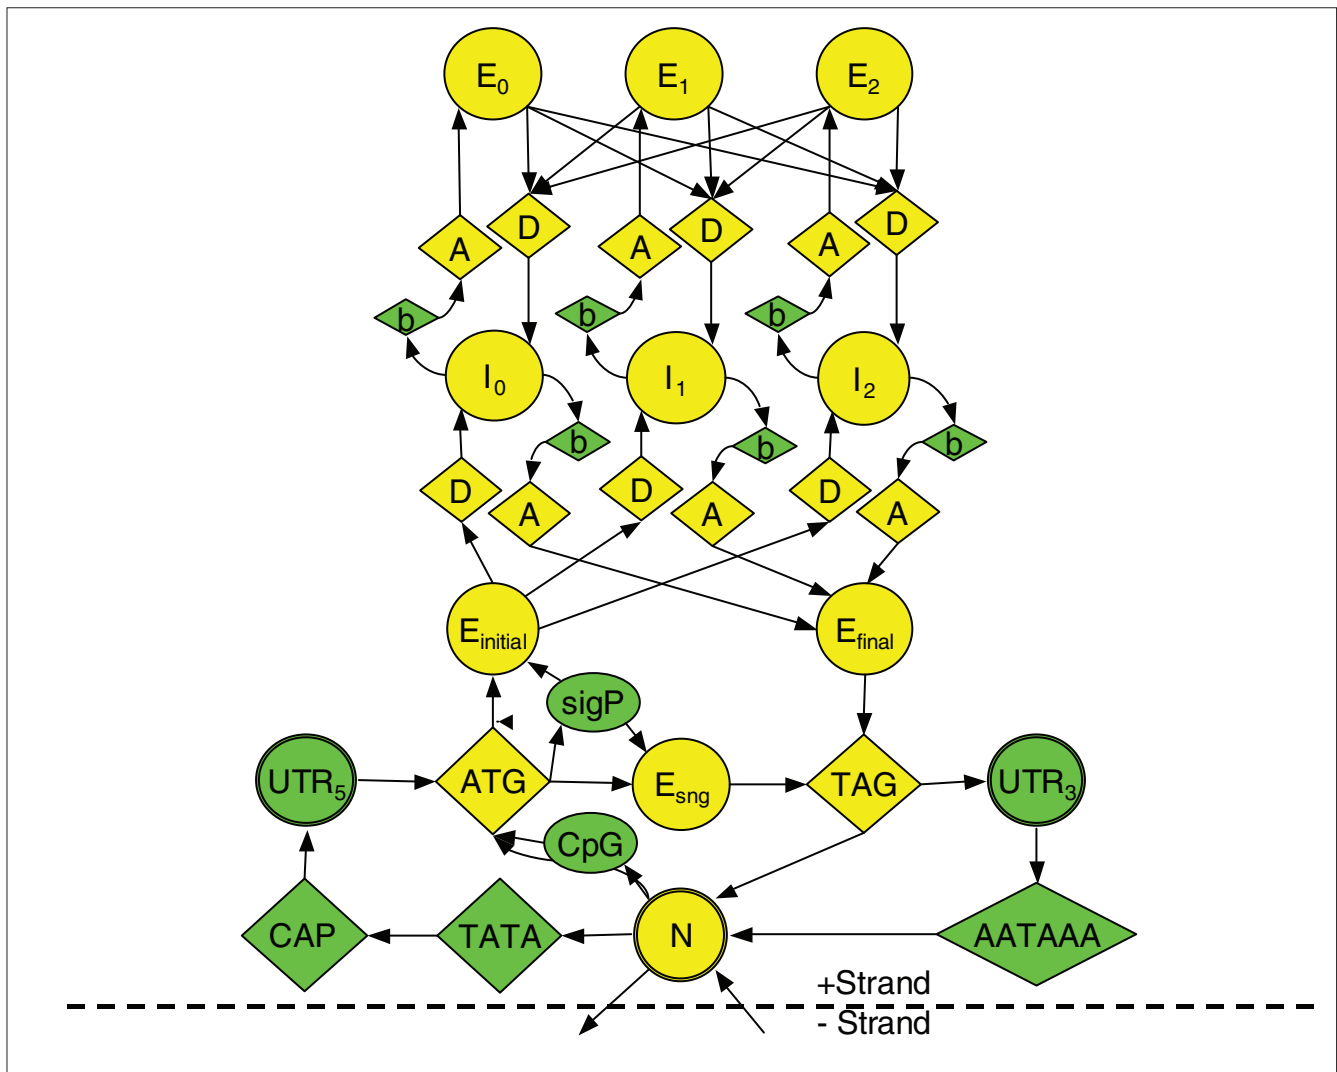 E0 E1 E2
D
D
D
A
A
A
b b b
I0 I1 I2
b b b
D D D
A A A
Einitial Efinal
sigP
UTR5 ATG Esng TAG UTR3
CpG
CAP TATA N AATAAA
+Strand
- Strand